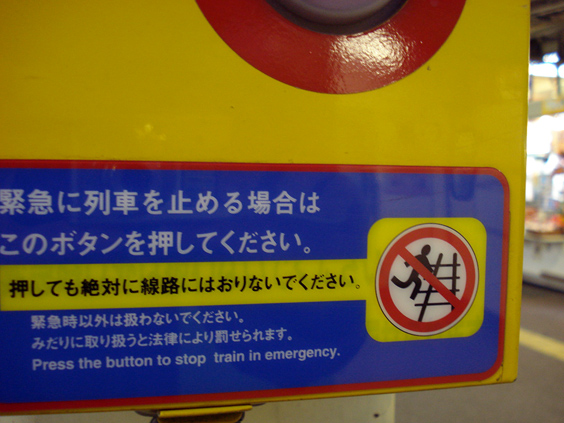 緊急に列車を止める場合は
このボタンを押してください。
押しても絶対に線路にはおりないでください。
緊急時以外は扱わないでください。
みだりに取り扱うと法律により罰せられます。
Press the button to stop train in emergency.